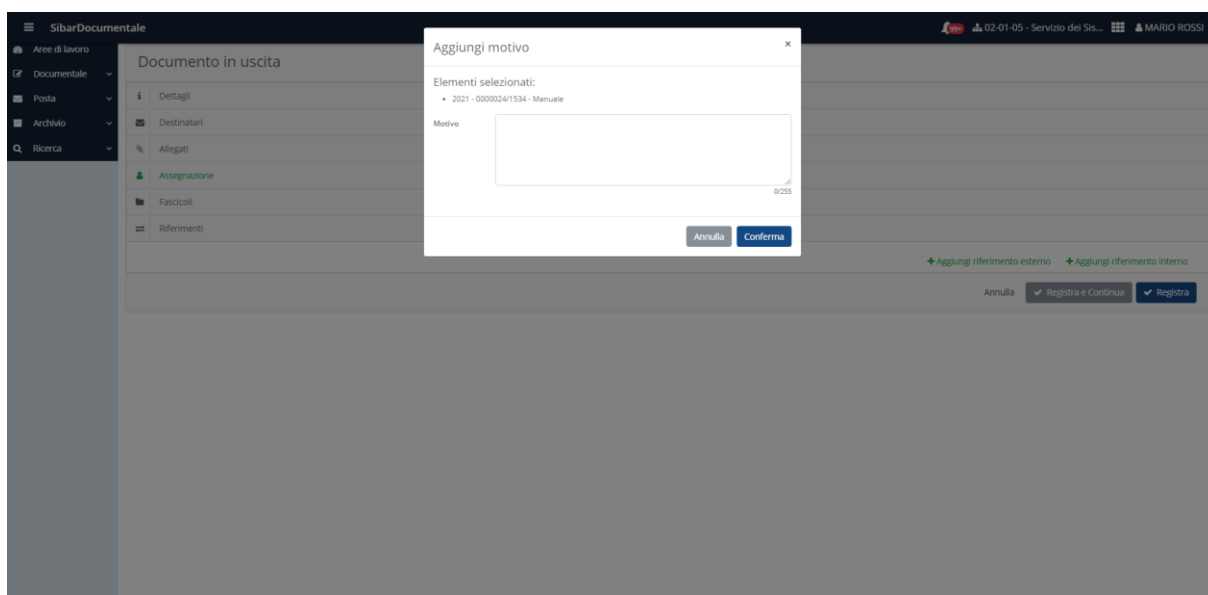 SibarDocumentale
99+ 02-01-05 - Servizio dei Sis... MARIO ROSSI
Aree di lavoro
Documentale
Posta
Archivio
Ricerca
Documento in uscita
Dettagli
Destinatari
Allegati
Assegnazione
Fascicoli
Riferimenti
Aggiungi motivo ×
Elementi selezionati:
• 2021 - 0000024/1534 - Manuale
Motivo
0/255
Annulla Conferma
+ Aggiungi riferimento esterno + Aggiungi riferimento interno
Annulla Registra e Continua Registra